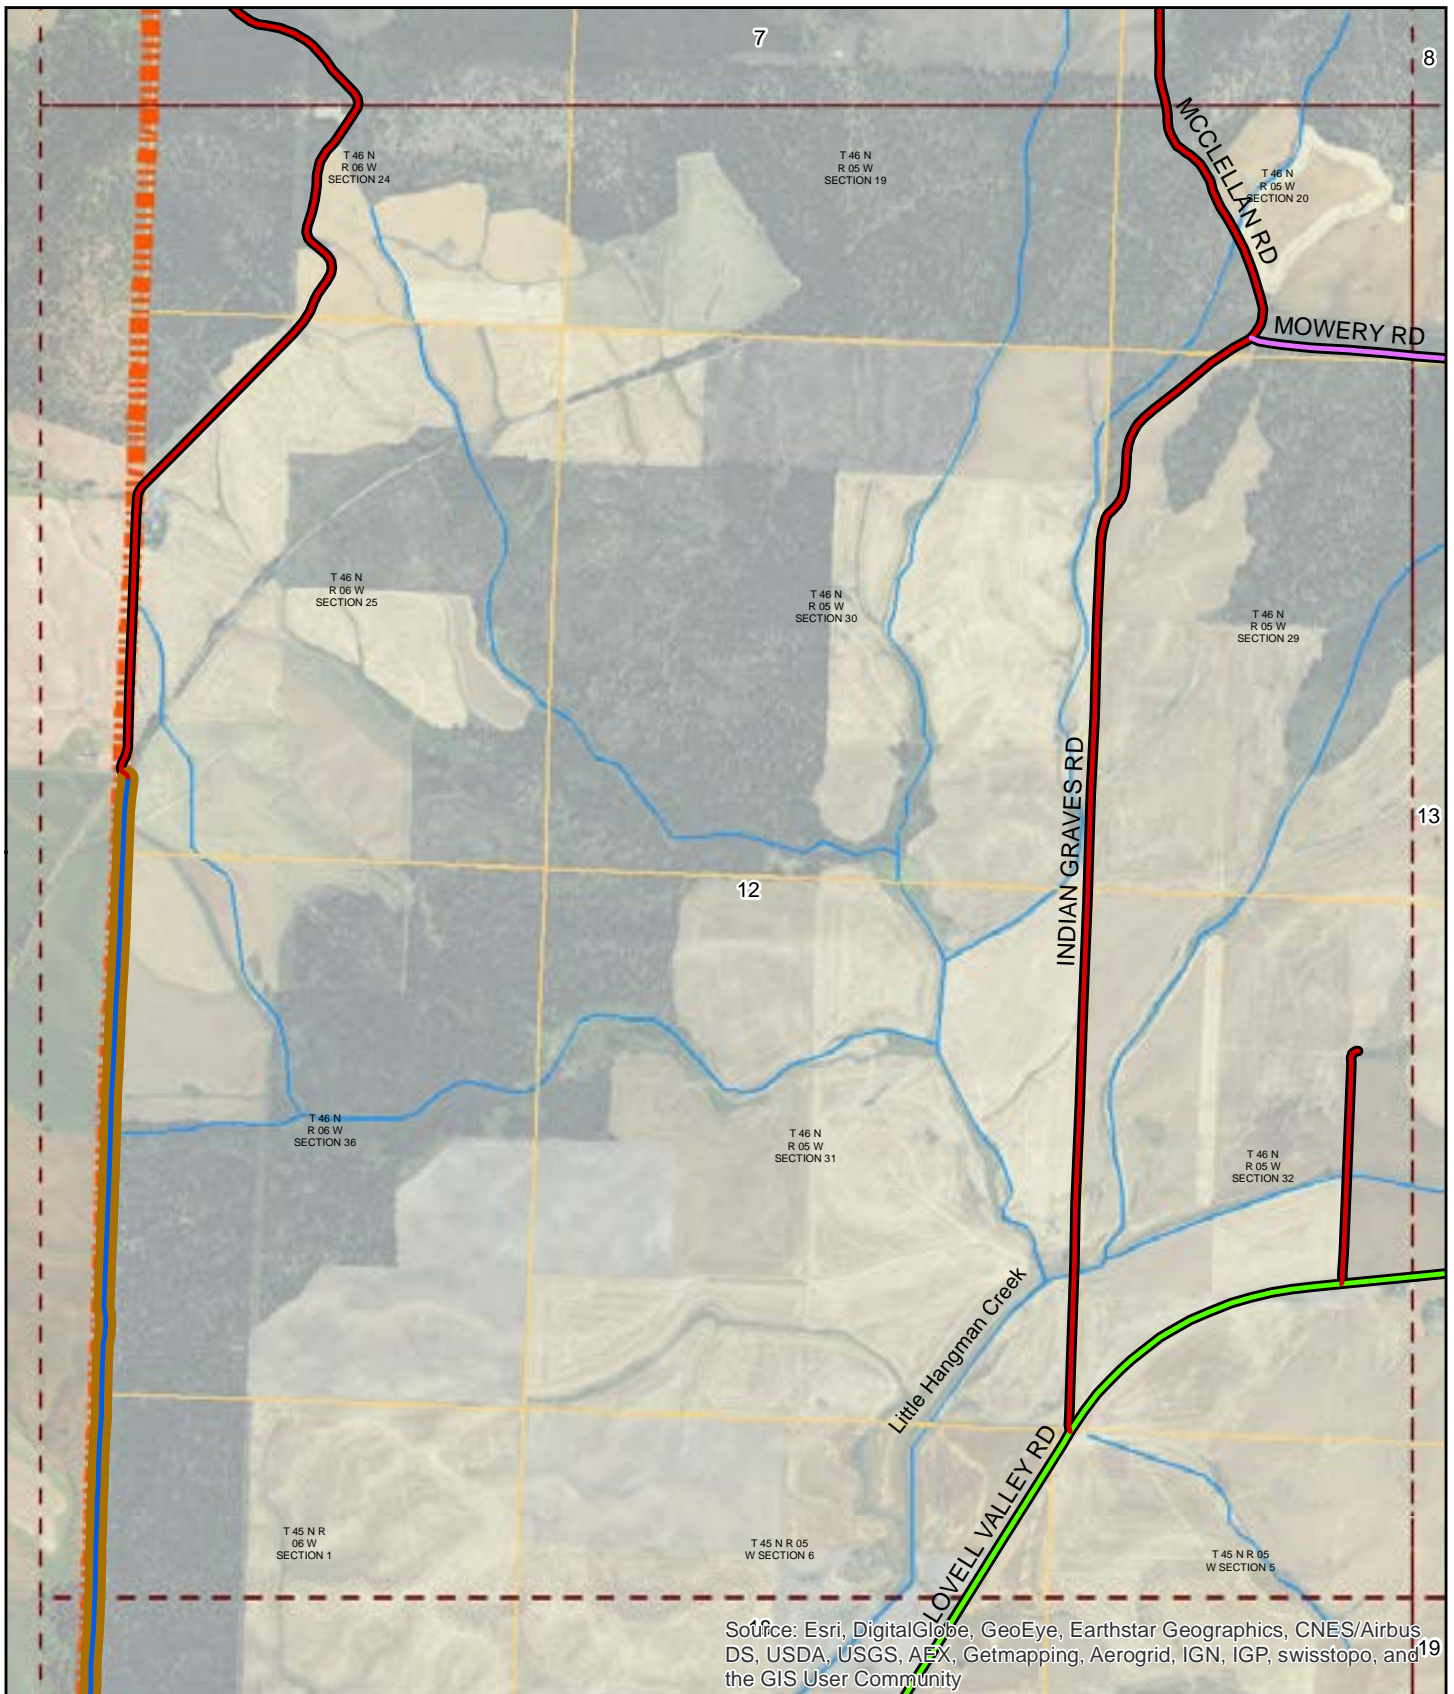 7
8
T 46 N
R 06 W
SECTION 24
T 46 N
R 05 W
SECTION 19
MCCLELLAN RD
T 46 N
R 05 W
SECTION 20
MOWERY RD
T 46 N
R 06 W
SECTION 25
T 46 N
R 05 W
SECTION 30
T 46 N
R 05 W
SECTION 29
INDIAN GRAVES RD
13
12
T 46 N
R 06 W
SECTION 36
T 46 N
R 05 W
SECTION 31
T 46 N
R 05 W
SECTION 32
Little Hangman Creek
LOVELL VALLEY RD
T 45 N R
06 W
SECTION 1
T 45 N R 05
W SECTION 6
T 45 N R 05
W SECTION 5
Source: Esri, DigitalGlobe, GeoEye, Earthstar Geographics, CNES/Airbus
DS, USDA, USGS, AEX, Getmapping, Aerogrid, IGN, IGP, swisstopo, and
the GIS User Community
19